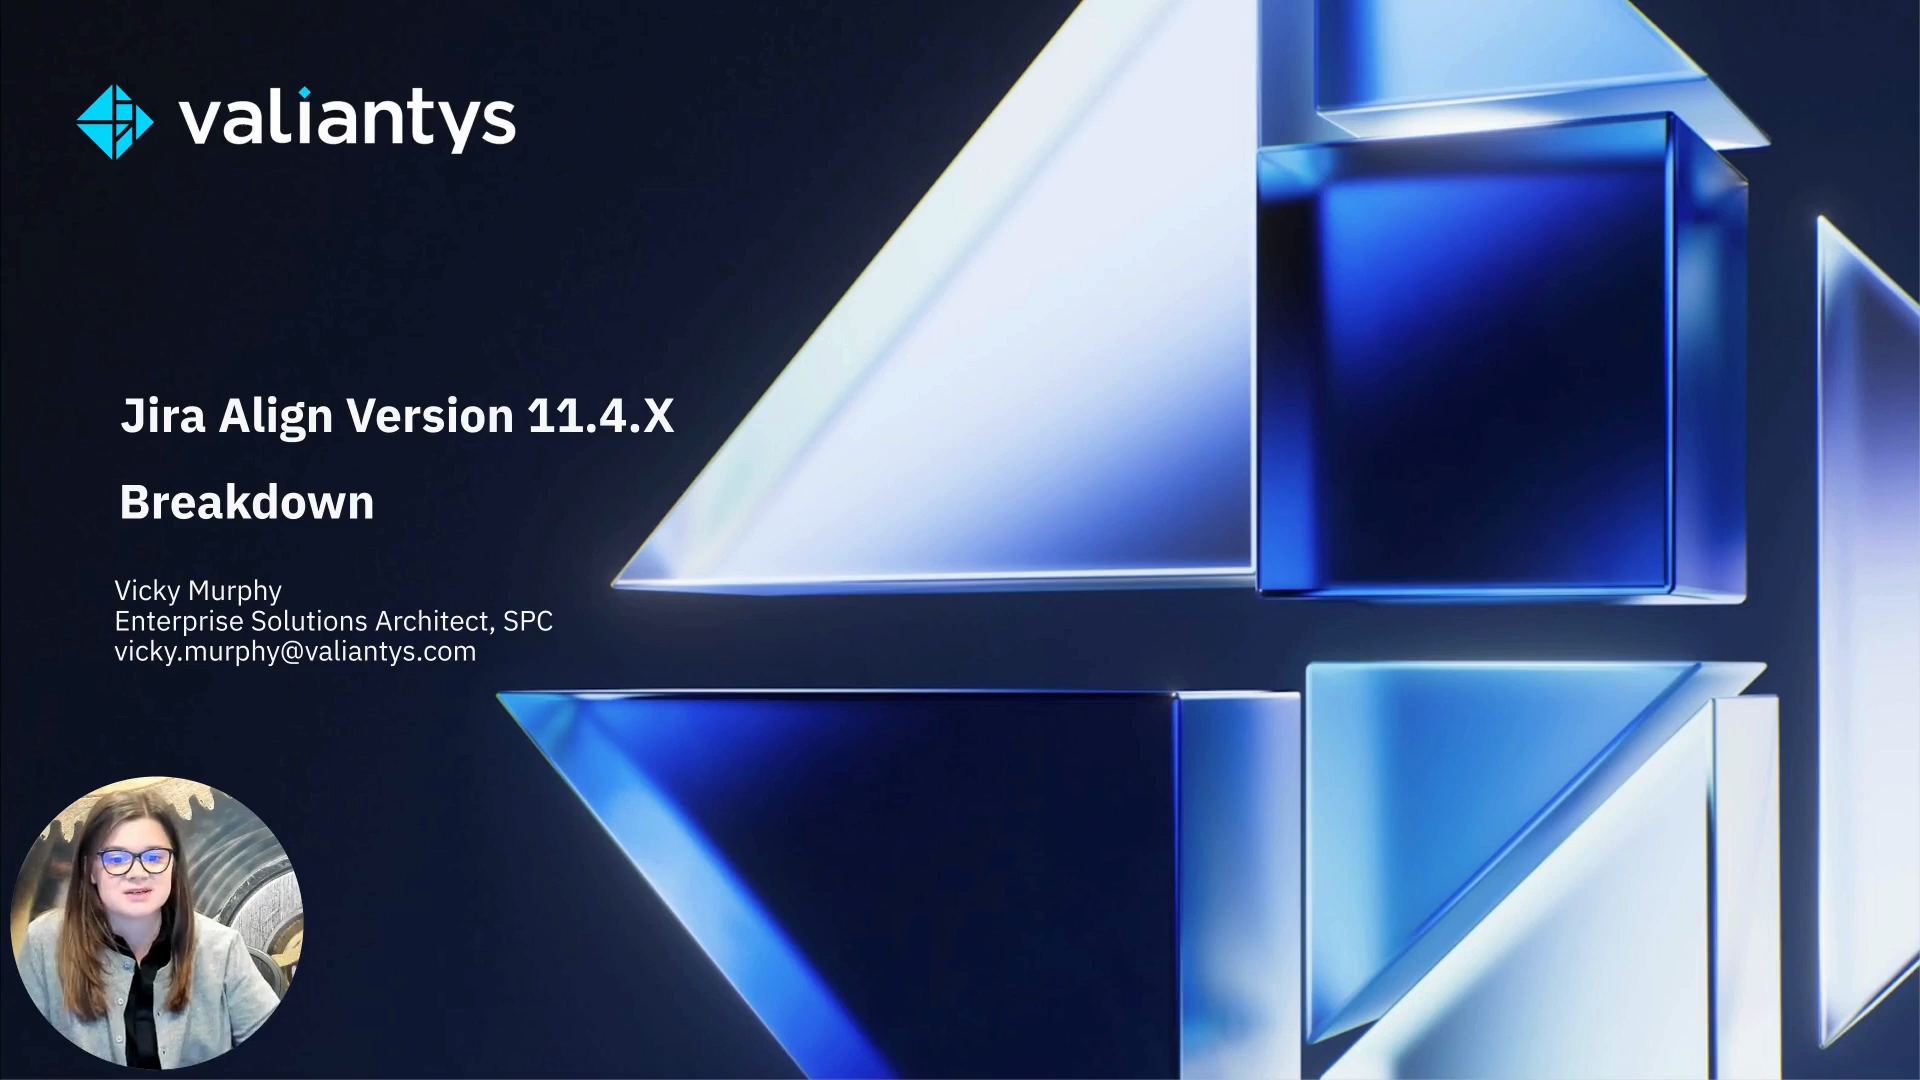 valiantys
Jira Align Version 11.4.X
Breakdown
Vicky Murphy
Enterprise Solutions Architect, SPC
vicky.murphy@valiantys.com